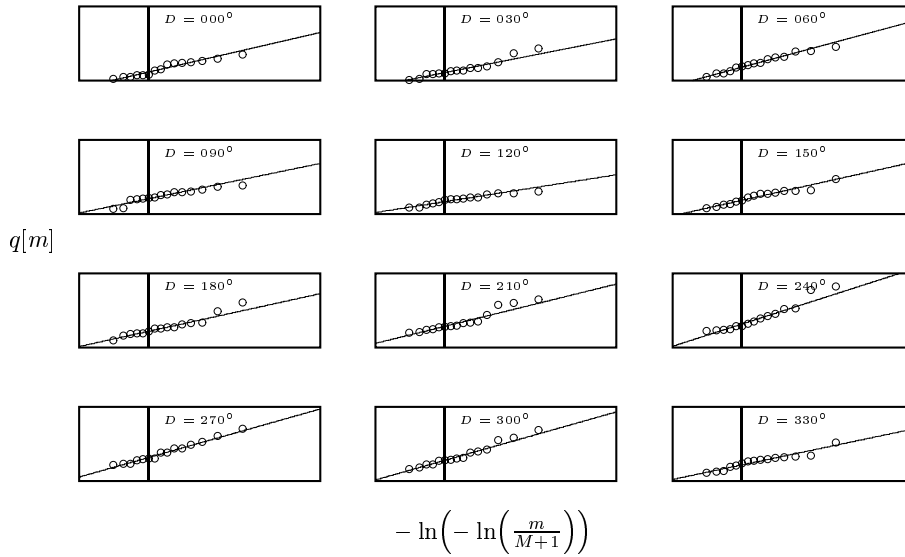 D = 000°
D = 030°
D = 060°
D = 090°
D = 120°
D = 150°
q[m]
D = 180°
D = 210°
D = 240°
D = 270°
D = 300°
D = 330°
− ln(− ln(m/(M+1)))